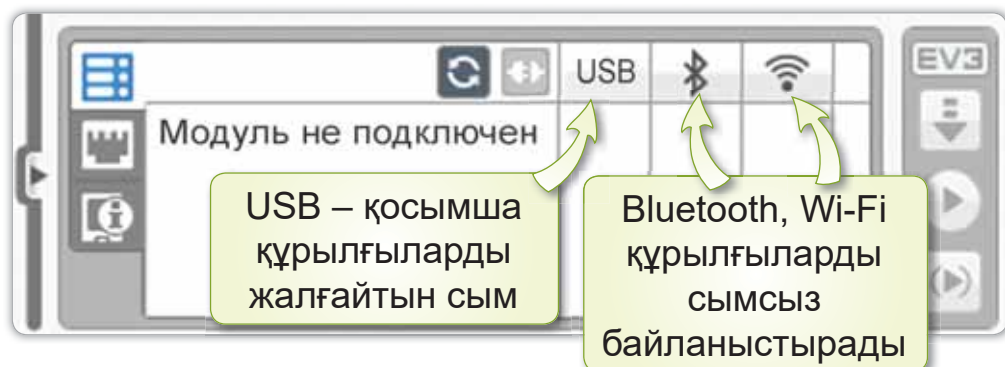 USB
EV3
Модуль не подключен
USB – қосымша
құрылғыларды
жалғайтын сым
Bluetooth, Wi-Fi
құрылғыларды
сымсыз
байланыстырады